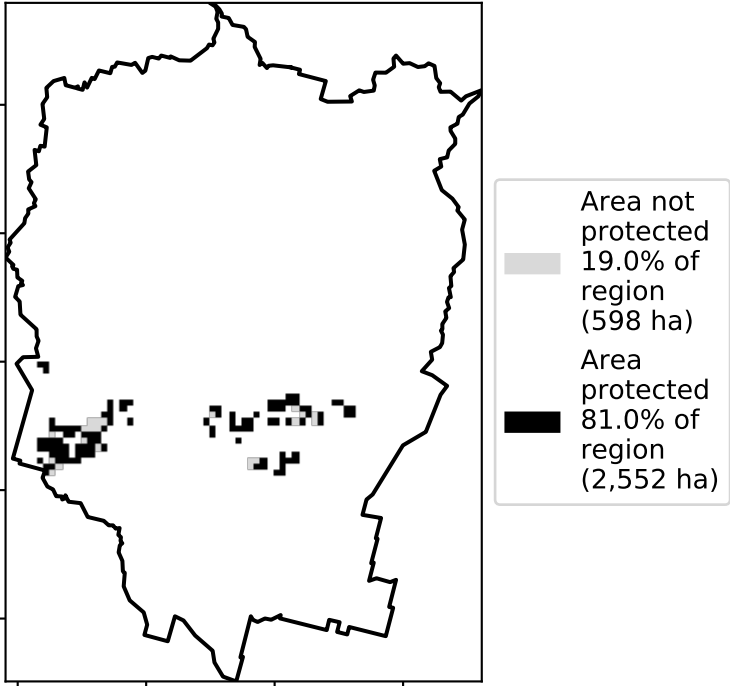 Area not
protected
19.0% of
region
(598 ha)
Area
protected
81.0% of
region
(2,552 ha)